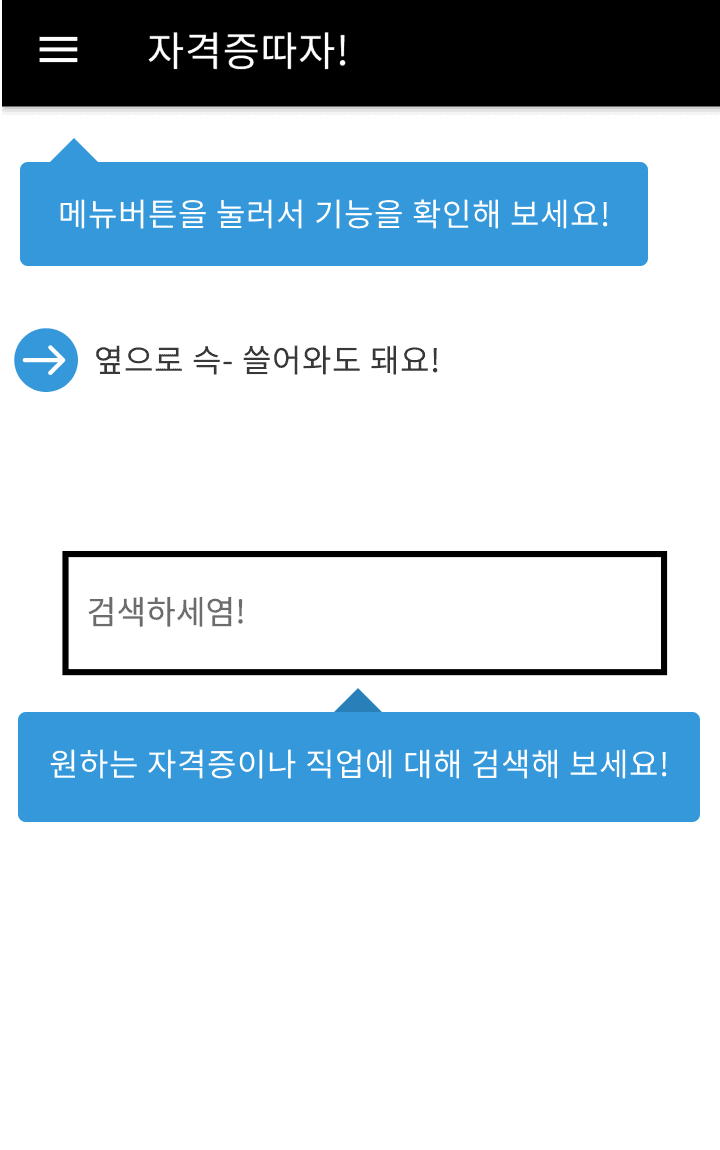 자격증따자!
메뉴버튼을 눌러서 기능을 확인해 보세요!
옆으로 슥- 쓸어와도 돼요!
검색하세염!
원하는 자격증이나 직업에 대해 검색해 보세요!